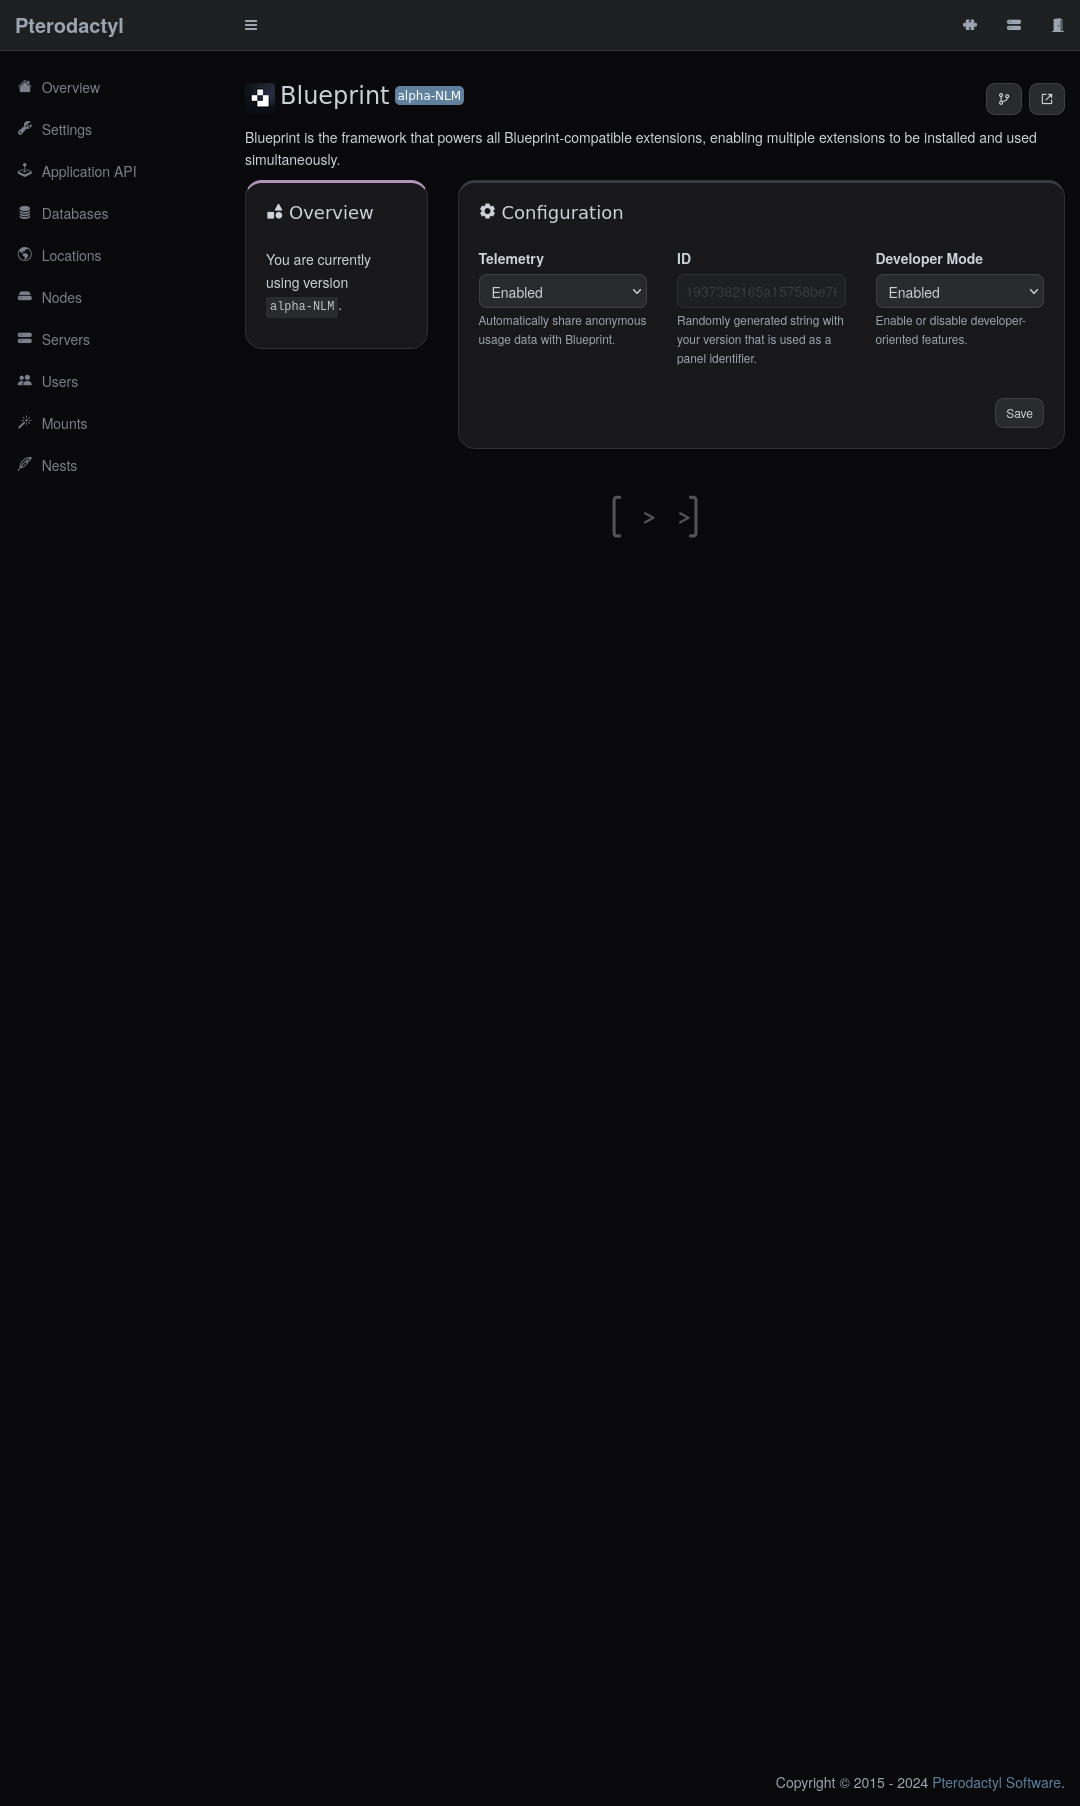 Pterodactyl
Overview
Settings
Application API
Databases
Locations
Nodes
Servers
Users
Mounts
Nests
Blueprint alpha-NLM
Blueprint is the framework that powers all Blueprint-compatible extensions, enabling multiple extensions to be installed and used
simultaneously.
Overview
You are currently
using version
alpha-NLM.
Configuration
Telemetry
Enabled
Automatically share anonymous
usage data with Blueprint.
ID
1937362165a15758be7
Randomly generated string with
your version that is used as a
panel identifier.
Developer Mode
Enabled
Enable or disable developer-
oriented features.
Save
[ > >]
Copyright © 2015 - 2024 Pterodactyl Software.